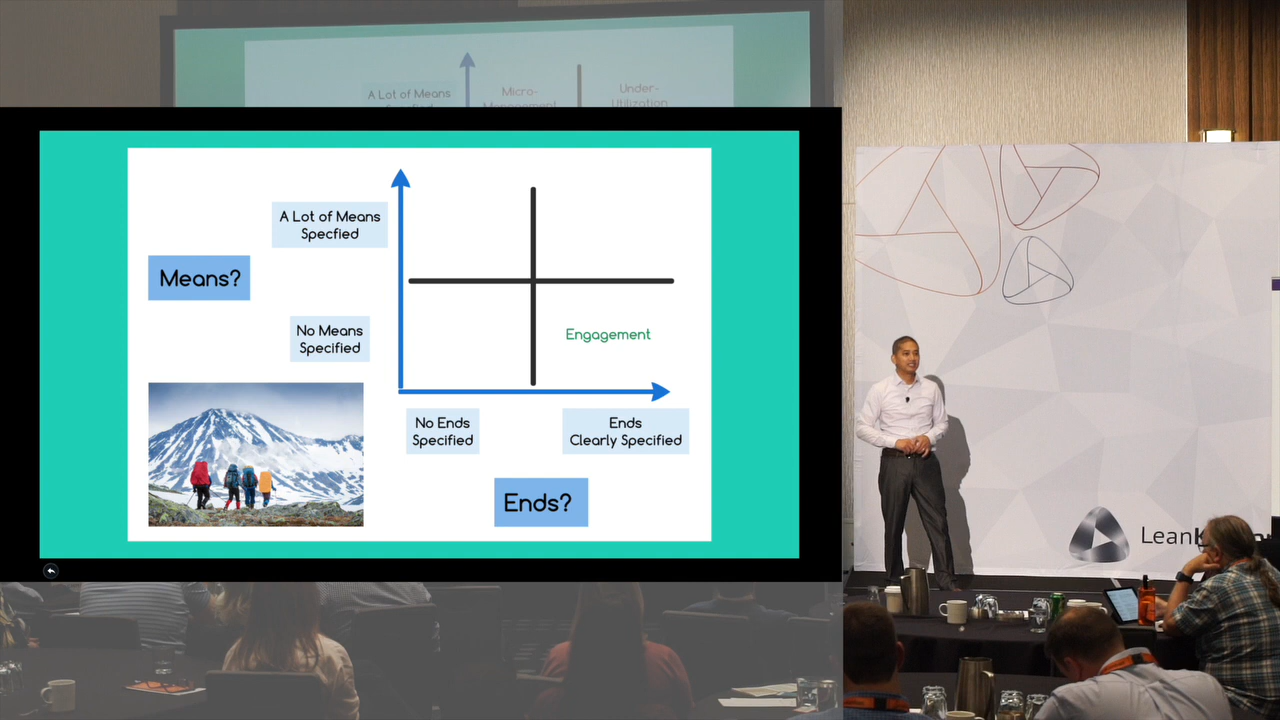 A Lot of Means
Micro-
Under-
Utilization
A Lot of Means
Specfied
Means?
No Means
Specified
Engagement
No Ends
Specified
Ends
Clearly Specified
Ends?
Lean